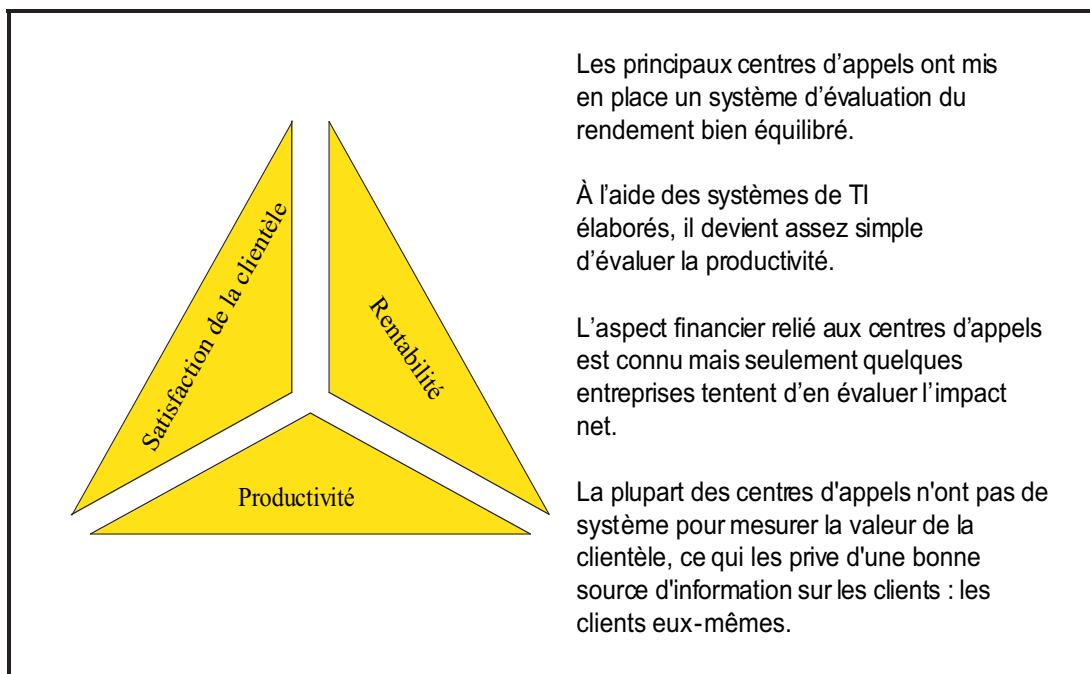 Satisfaction de la clientèle
Rentabilité
Productivité
Les principaux centres d’appels ont mis
en place un système d’évaluation du
rendement bien équilibré.
À l’aide des systèmes de TI
élaborés, il devient assez simple
d’évaluer la productivité.
L’aspect financier relié aux centres d’appels
est connu mais seulement quelques
entreprises tentent d’en évaluer l’impact
net.
La plupart des centres d'appels n'ont pas de
système pour mesurer la valeur de la
clientèle, ce qui les prive d'une bonne
source d'information sur les clients : les
clients eux-mêmes.